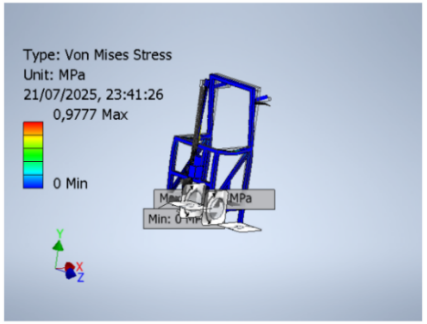 Type: Von Mises Stress
Unit: MPa
21/07/2025, 23:41:26
0,9777 Max
0 Min
MPa
Min: 0 MPa
Y
X
Z